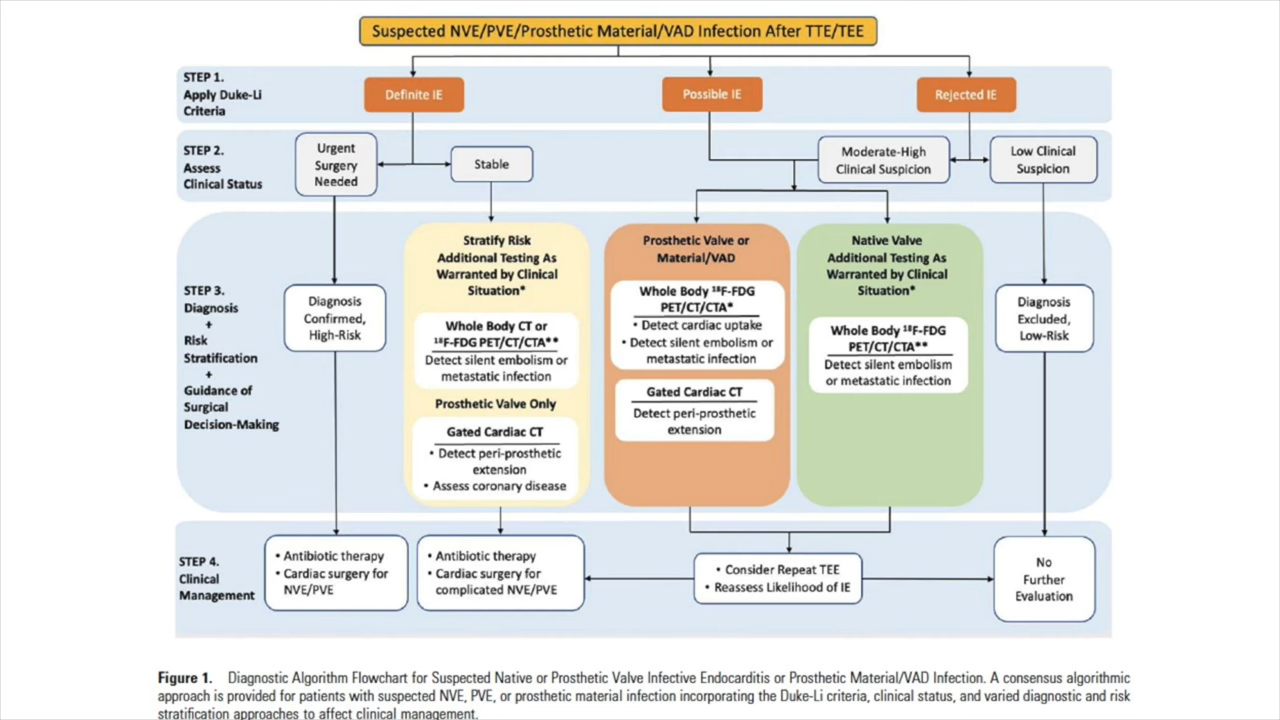 Suspected NVE/PVE/Prosthetic Material/VAD Infection After TTE/TEE
STEP 1.
Apply Duke-Li
Criteria
Definite IE
Possible IE
Rejected IE
STEP 2.
Assess
Clinical Status
Urgent
Surgery
Needed
Stable
Moderate-High
Clinical Suspicion
Low Clinical
Suspicion
STEP 3.
Diagnosis
+
Risk
Stratification
+
Guidance of
Surgical
Decision-Making
Diagnosis
Confirmed,
High-Risk
Stratify Risk
Additional Testing As
Warranted by Clinical
Situation*
Whole Body CT or
¹⁸F-FDG PET/CT/CTA**
Detect silent embolism or
metastatic infection
Prosthetic Valve Only
Gated Cardiac CT
• Detect peri-prosthetic
extension
• Assess coronary disease
Prosthetic Valve or
Material/VAD
Whole Body ¹⁸F-FDG
PET/CT/CTA*
• Detect cardiac uptake
• Detect silent embolism or
metastatic infection
Gated Cardiac CT
Detect peri-prosthetic
extension
Native Valve
Additional Testing As
Warranted by Clinical
Situation*
Whole Body ¹⁸F-FDG
PET/CT/CTA**
Detect silent embolism
or metastatic infection
Diagnosis
Excluded,
Low-Risk
STEP 4.
Clinical
Management
• Antibiotic therapy
• Cardiac surgery for
NVE/PVE
• Antibiotic therapy
• Cardiac surgery for
complicated NVE/PVE
• Consider Repeat TEE
• Reassess Likelihood of IE
No
Further
Evaluation
Figure 1. Diagnostic Algorithm Flowchart for Suspected Native or Prosthetic Valve Infective Endocarditis or Prosthetic Material/VAD Infection. A consensus algorithmic
approach is provided for patients with suspected NVE, PVE, or prosthetic material infection incorporating the Duke-Li criteria, clinical status, and varied diagnostic and risk
stratification approaches to affect clinical management.